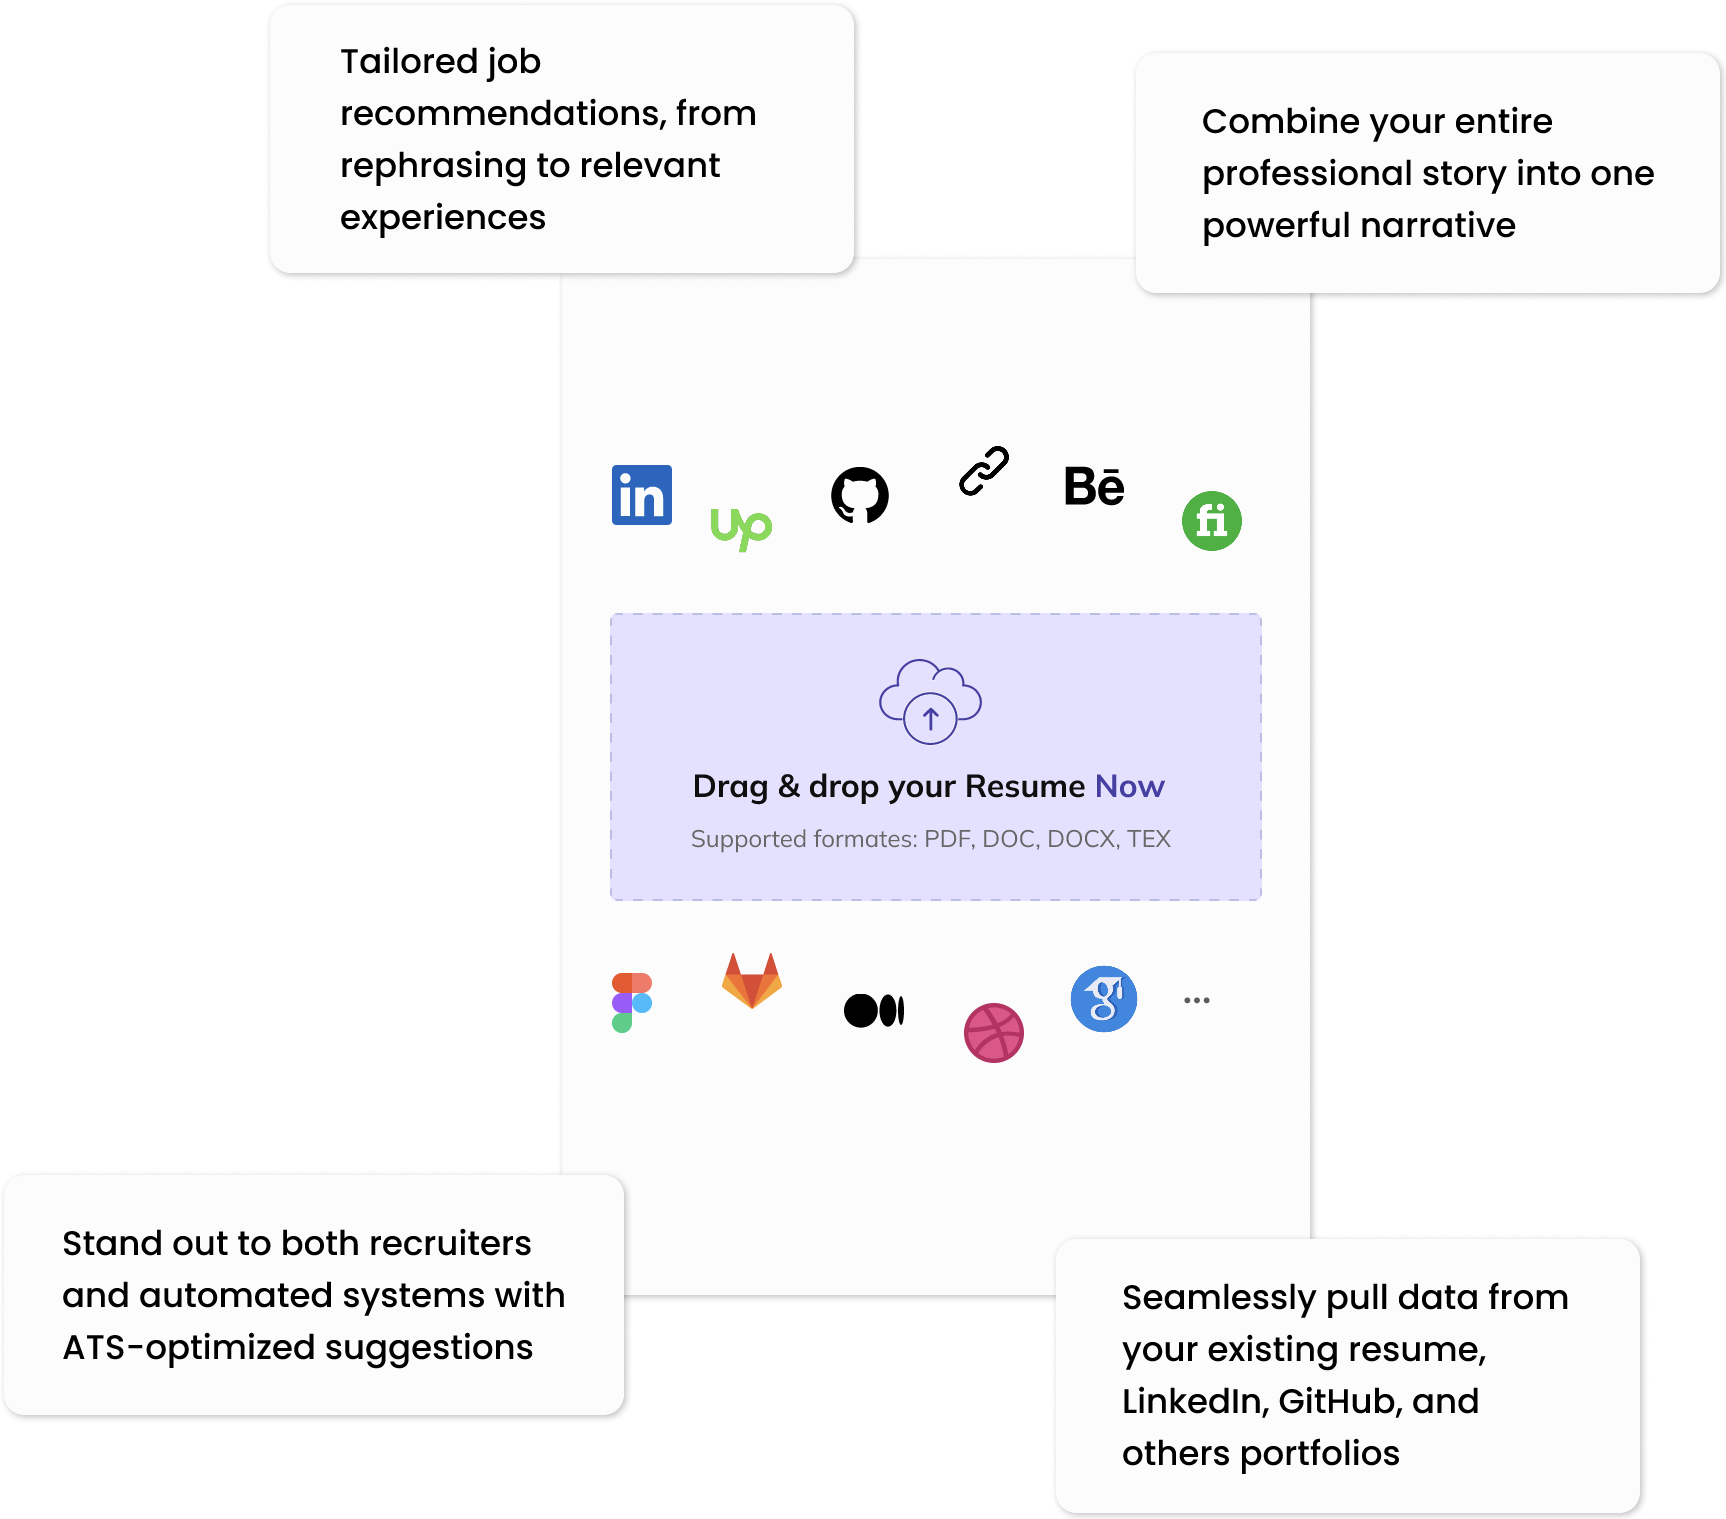 Tailored job
recommendations, from
rephrasing to relevant
experiences
Combine your entire
professional story into one
powerful narrative
in
up
Bē
fi
Drag & drop your Resume Now
Supported formates: PDF, DOC, DOCX, TEX
g
...
Stand out to both recruiters
and automated systems with
ATS-optimized suggestions
Seamlessly pull data from
your existing resume,
LinkedIn, GitHub, and
others portfolios